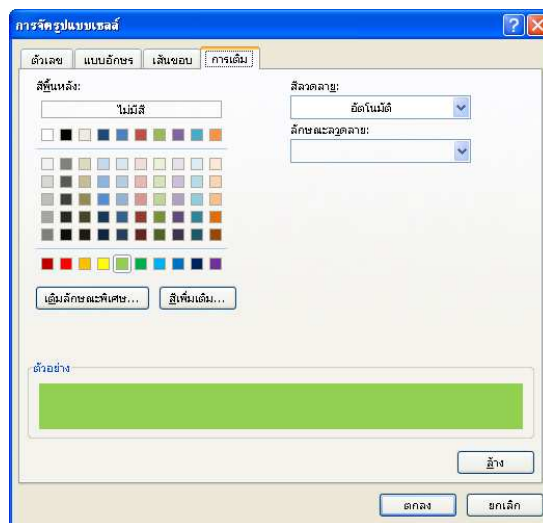 การจัดรูปแบบเซลล์
ตัวเลข แบบอักษร เส้นขอบ การเติม
สีพื้นหลัง:
ไม่มีสี
สีลวดลาย:
อัตโนมัติ
ลักษณะลวดลาย:
เติมลักษณะพิเศษ... สีเพิ่มเติม...
ตัวอย่าง
ล้าง
ตกลง ยกเลิก